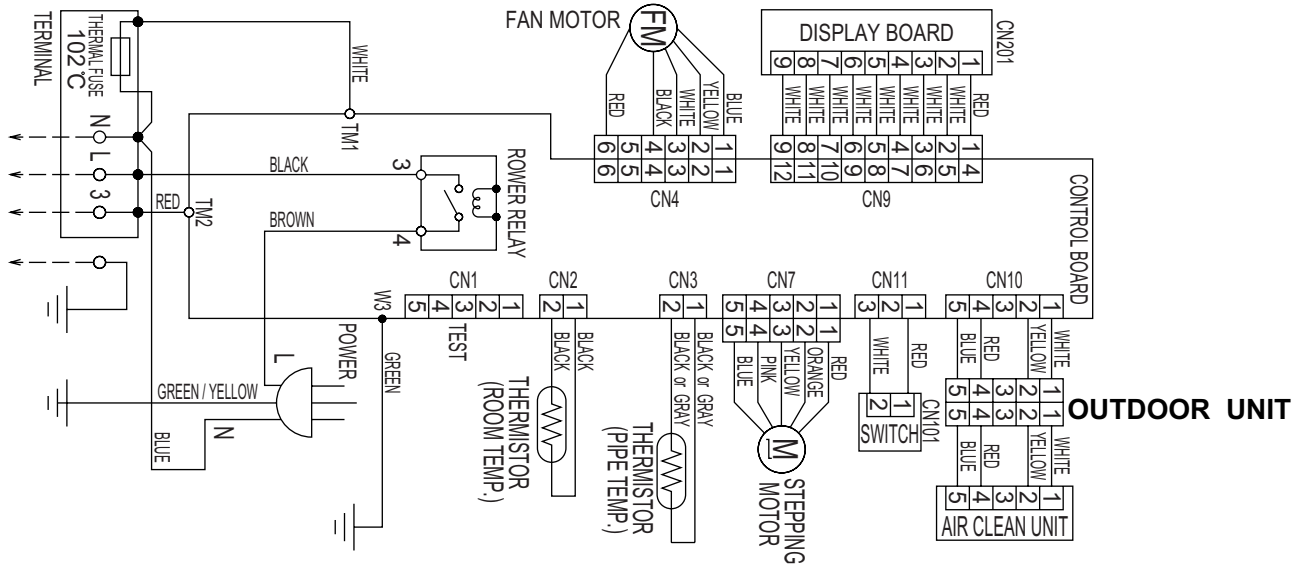 TERMINAL
THERMAL FUSE
102℃
N
L
3
WHITE
TM1
BLACK
RED
TM2
BROWN
3
4
ROWER RELAY
FAN MOTOR
FM
RED
BLACK
WHITE
YELLOW
BLUE
6 5 4 3 2 1
6 5 4 3 2 1
CN4
DISPLAY BOARD
CN201
9 8 7 6 5 4 3 2 1
WHITE
WHITE
WHITE
WHITE
WHITE
WHITE
WHITE
WHITE
RED
9 8 7 6 5 4 3 2 1
12 11 10 9 8 7 6 5 4
CN9
CONTROL BOARD
W3
GREEN
CN1
5 4 3 2 1
TEST
CN2
2 1
BLACK
BLACK
THERMISTOR
(ROOM TEMP.)
CN3
2 1
BLACK or GRAY
BLACK or GRAY
THERMISTOR
(PIPE TEMP.)
CN7
5 4 3 2 1
5 4 3 2 1
BLUE
PINK
YELLOW
ORANGE
RED
M
STEPPING
MOTOR
CN11
3 2 1
WHITE
RED
2 1
CN101
SWITCH
CN10
5 4 3 2 1
BLUE
RED
YELLOW
WHITE
5 4 3 2 1
5 4 3 2 1
OUTDOOR UNIT
BLUE
RED
YELLOW
WHITE
5 4 3 2 1
AIR CLEAN UNIT
POWER
L
GREEN / YELLOW
N
BLUE